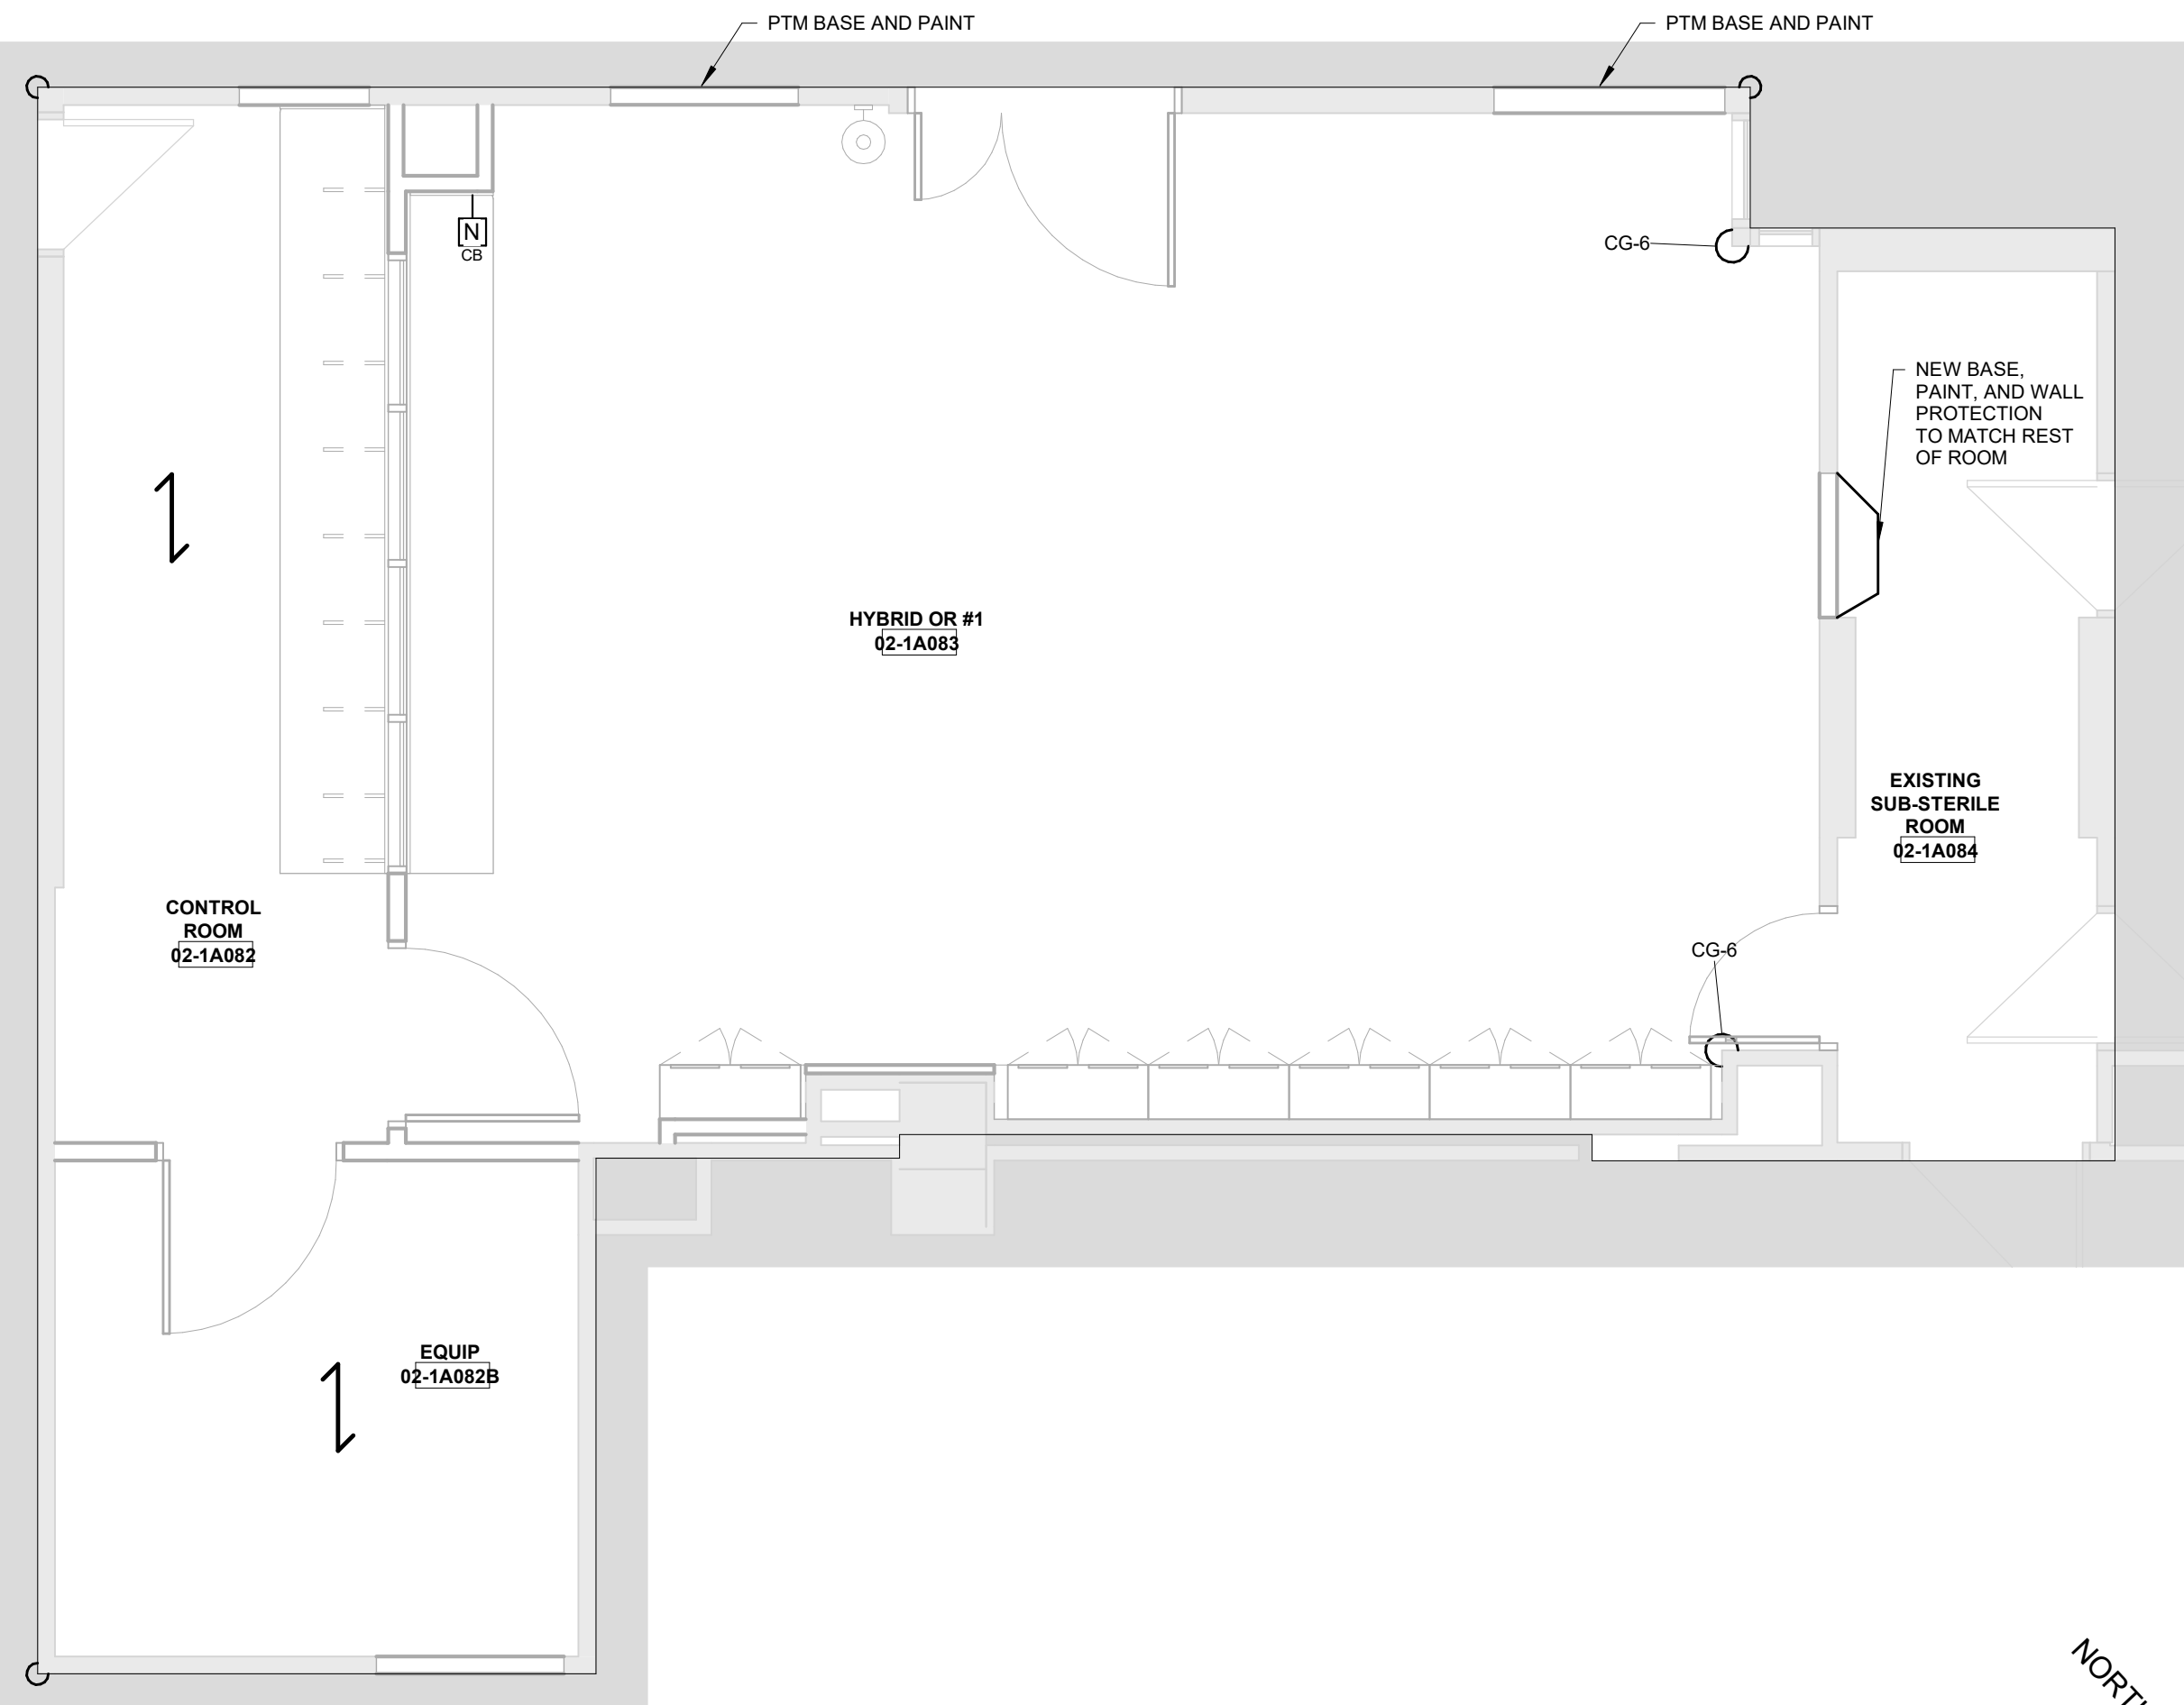 PTM BASE AND PAINT
PTM BASE AND PAINT
N
CB
CG-6
NEW BASE,
PAINT, AND WALL
PROTECTION
TO MATCH REST
OF ROOM
HYBRID OR #1
02-1A083
EXISTING
SUB-STERILE
ROOM
02-1A084
CONTROL
ROOM
02-1A082
CG-6
EQUIP
02-1A082B